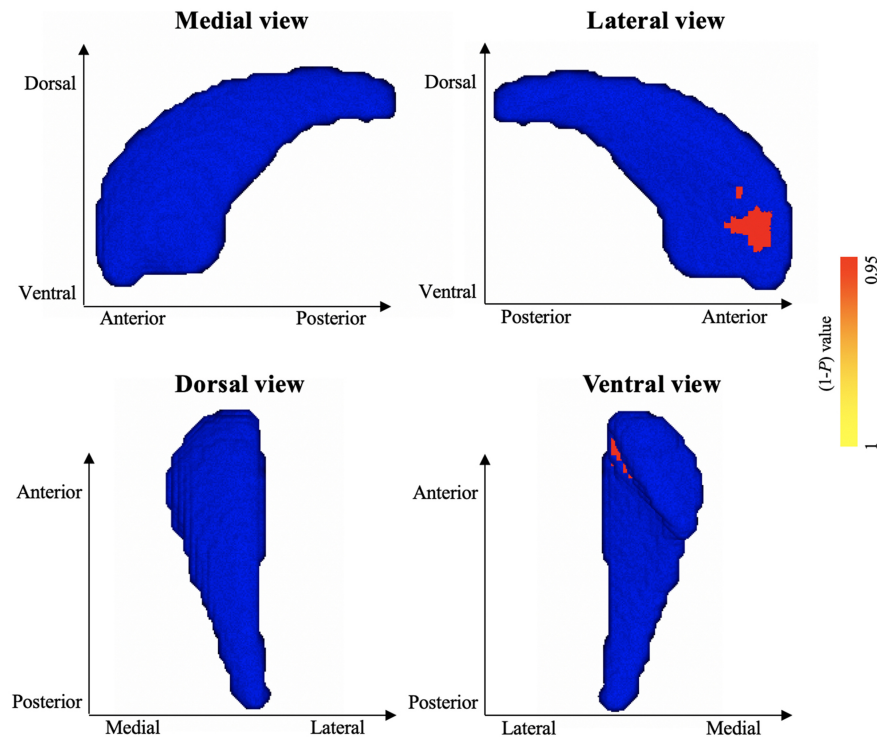 Medial view
Lateral view
Dorsal
Ventral
Anterior
Posterior
Dorsal
Ventral
Posterior
Anterior
0.95
(1-P) value
1
Dorsal view
Ventral view
Anterior
Posterior
Medial
Lateral
Anterior
Posterior
Lateral
Medial